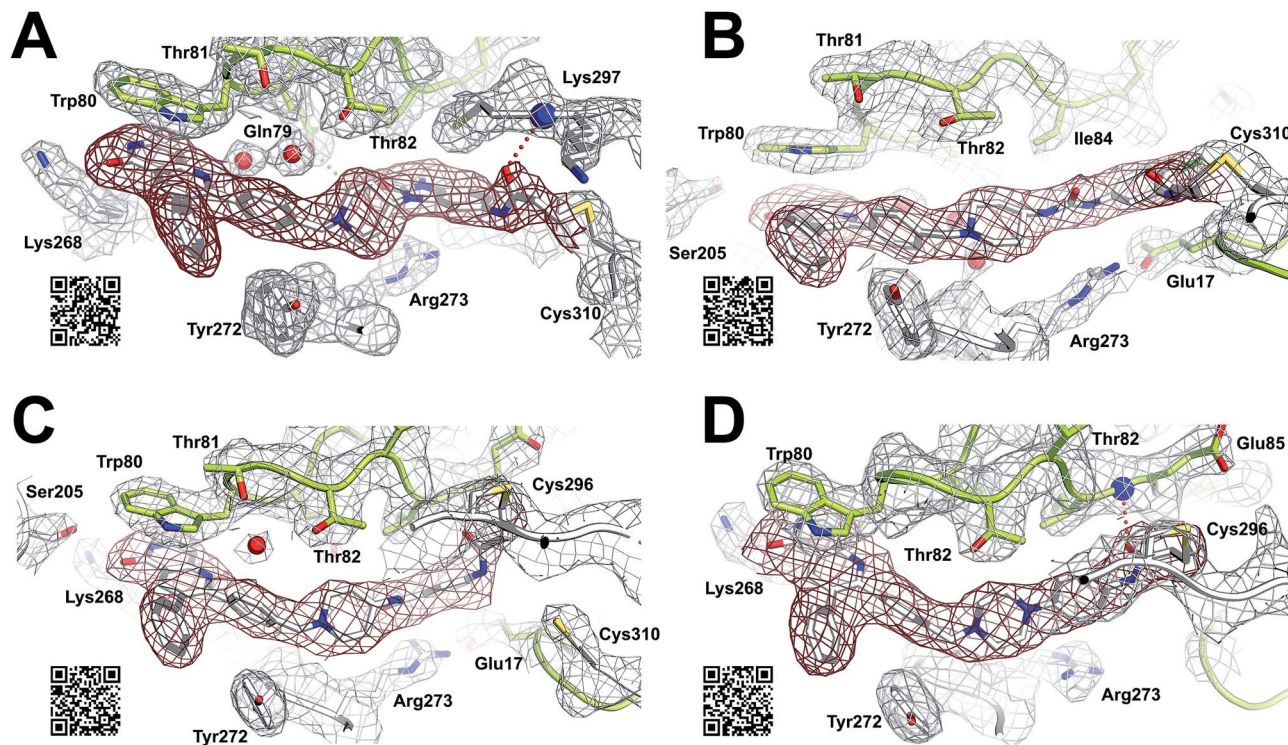 A
Thr81
Trp80
Lys297
Gln79
Thr82
Lys268
Arg273
Tyr272
Cys310
B
Thr81
Trp80
Thr82
Ile84
Cys310
Ser205
Glu17
Tyr272
Arg273
C
Thr81
Trp80
Ser205
Cys296
Thr82
Lys268
Cys310
Glu17
Arg273
Tyr272
D
Thr82
Glu85
Trp80
Cys296
Thr82
Lys268
Arg273
Tyr272